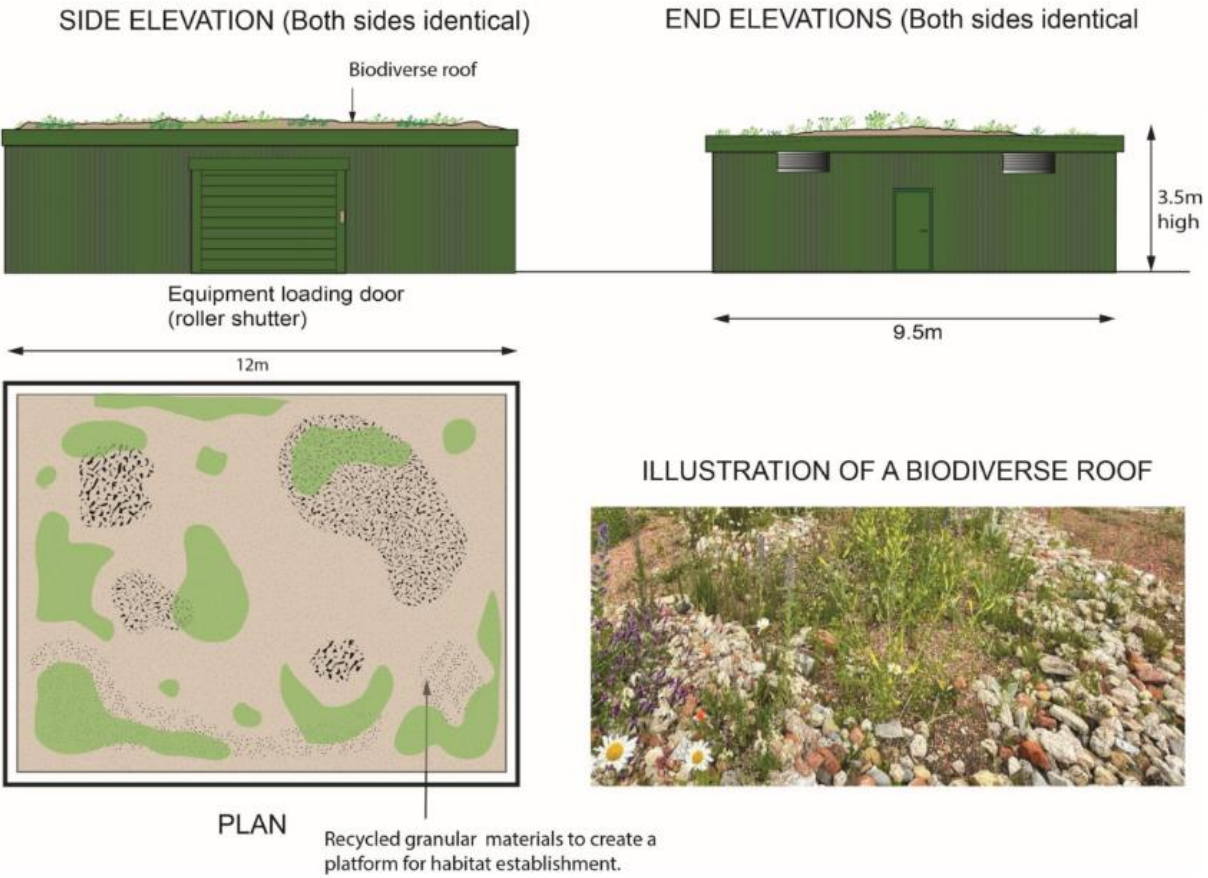 SIDE ELEVATION (Both sides identical)
END ELEVATIONS (Both sides identical
Biodiverse roof
3.5m
high
Equipment loading door
(roller shutter)
9.5m
12m
ILLUSTRATION OF A BIODIVERSE ROOF
PLAN
Recycled granular materials to create a
platform for habitat establishment.